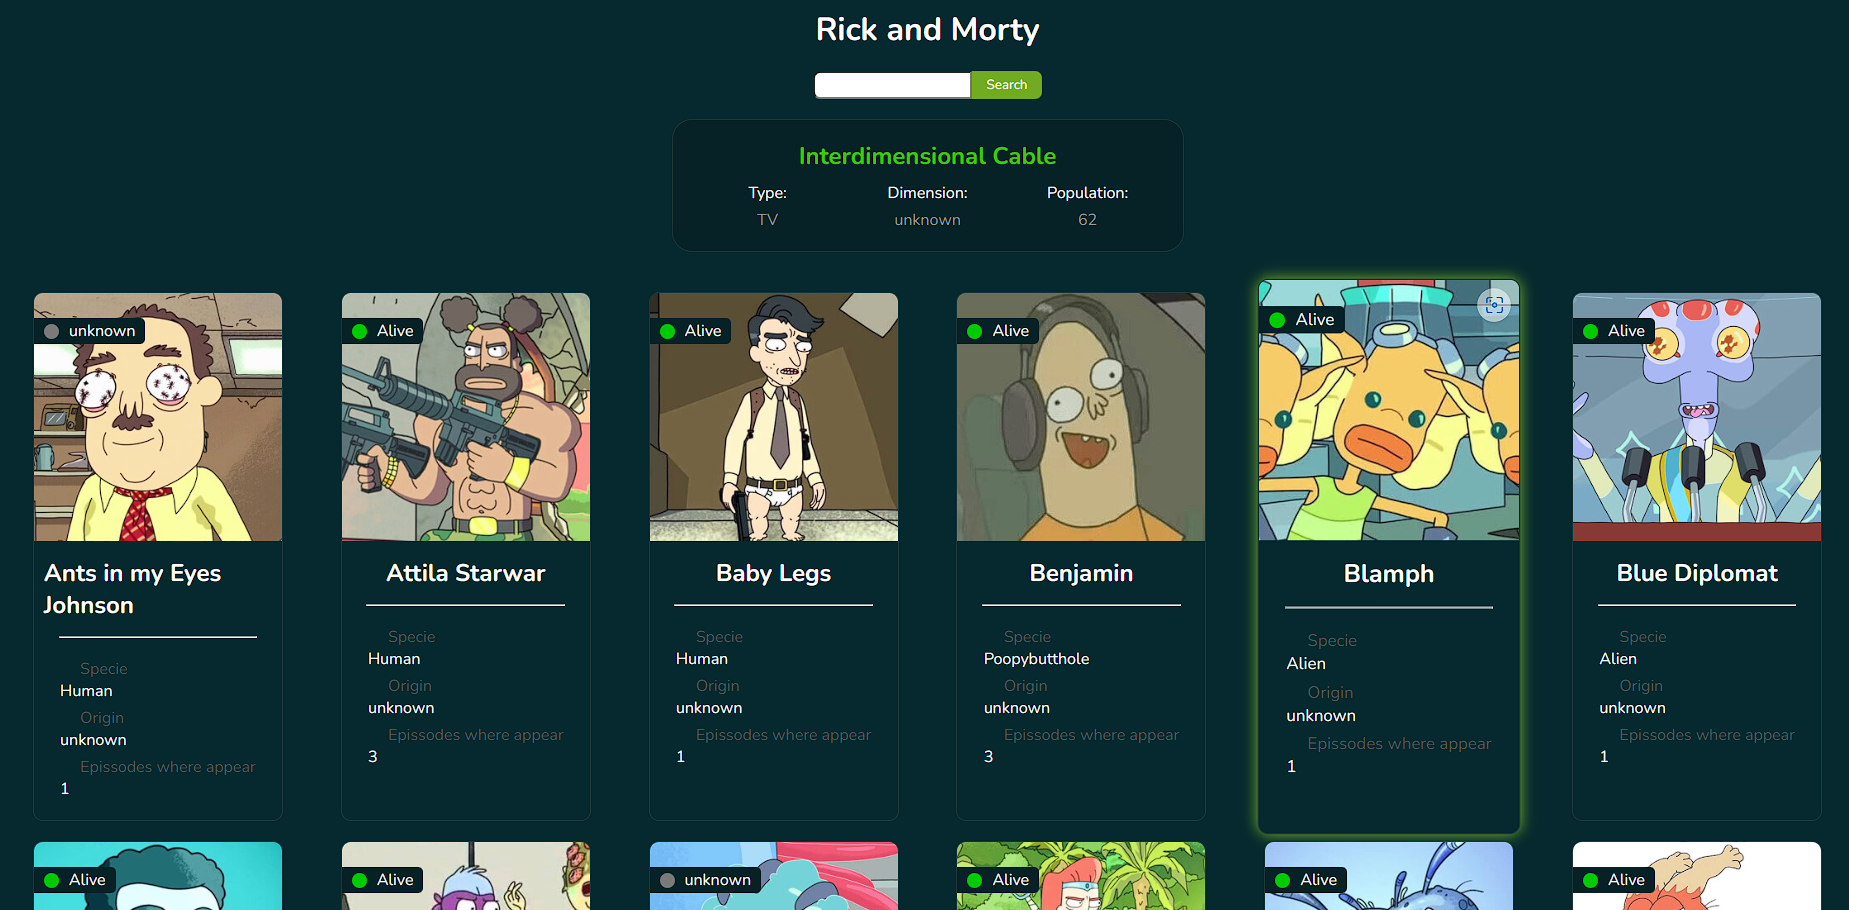 Rick and Morty
Search
Interdimensional Cable
Type: Dimension: Population:
TV unknown 62
unknown
Ants in my Eyes
Johnson
Specie
Human
Origin
unknown
Epissodes where appear
1
Alive
Attila Starwar
Specie
Human
Origin
unknown
Epissodes where appear
3
Alive
Baby Legs
Specie
Human
Origin
unknown
Epissodes where appear
1
Alive
Benjamin
Specie
Poopybutthole
Origin
unknown
Epissodes where appear
3
Alive
Blamph
Specie
Alien
Origin
unknown
Epissodes where appear
1
Alive
Blue Diplomat
Specie
Alien
Origin
unknown
Epissodes where appear
1
Alive
Alive
unknown
Alive
Alive
Alive